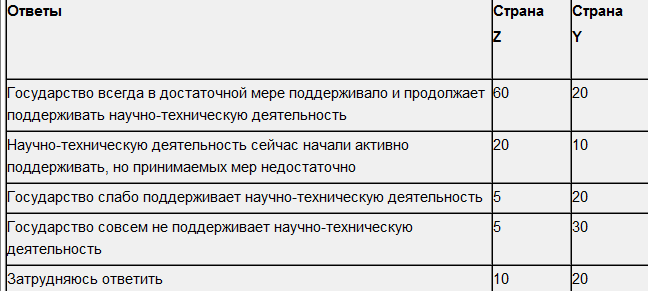 Ответы Страна Страна
Z Y
Государство всегда в достаточной мере поддерживало и продолжает 60 20
поддерживать научно-техническую деятельность
Научно-техническую деятельность сейчас начали активно 20 10
поддерживать, но принимаемых мер недостаточно
Государство слабо поддерживает научно-техническую деятельность 5 20
Государство совсем не поддерживает научно-техническую 5 30
деятельность
Затрудняюсь ответить 10 20